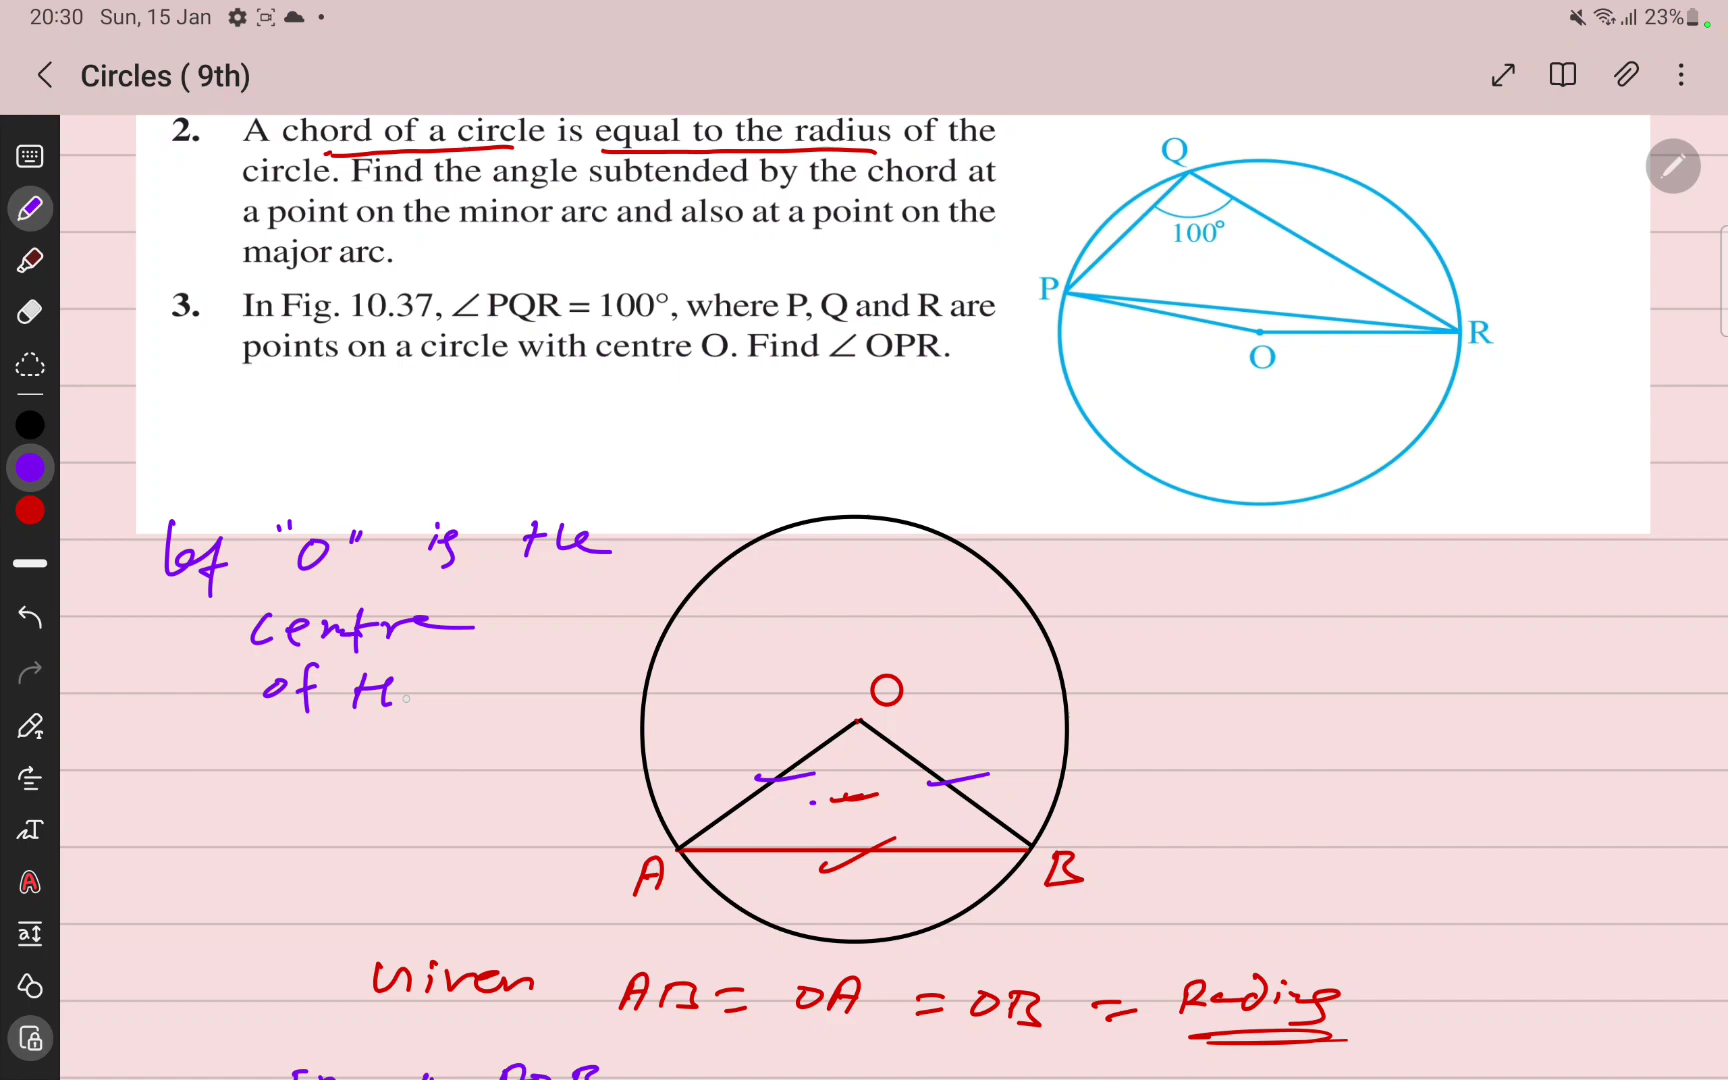 20:30 Sun, 15 Jan
23%
Circles ( 9th)
2. A chord of a circle is equal to the radius of the
circle. Find the angle subtended by the chord at
a point on the minor arc and also at a point on the
major arc.
3. In Fig. 10.37, ∠ PQR = 100°, where P, Q and R are
points on a circle with centre O. Find ∠ OPR.
Q
100°
P
R
O
"O" is the
centre
of
O
A
B
Given AB = OA = OB = Radius